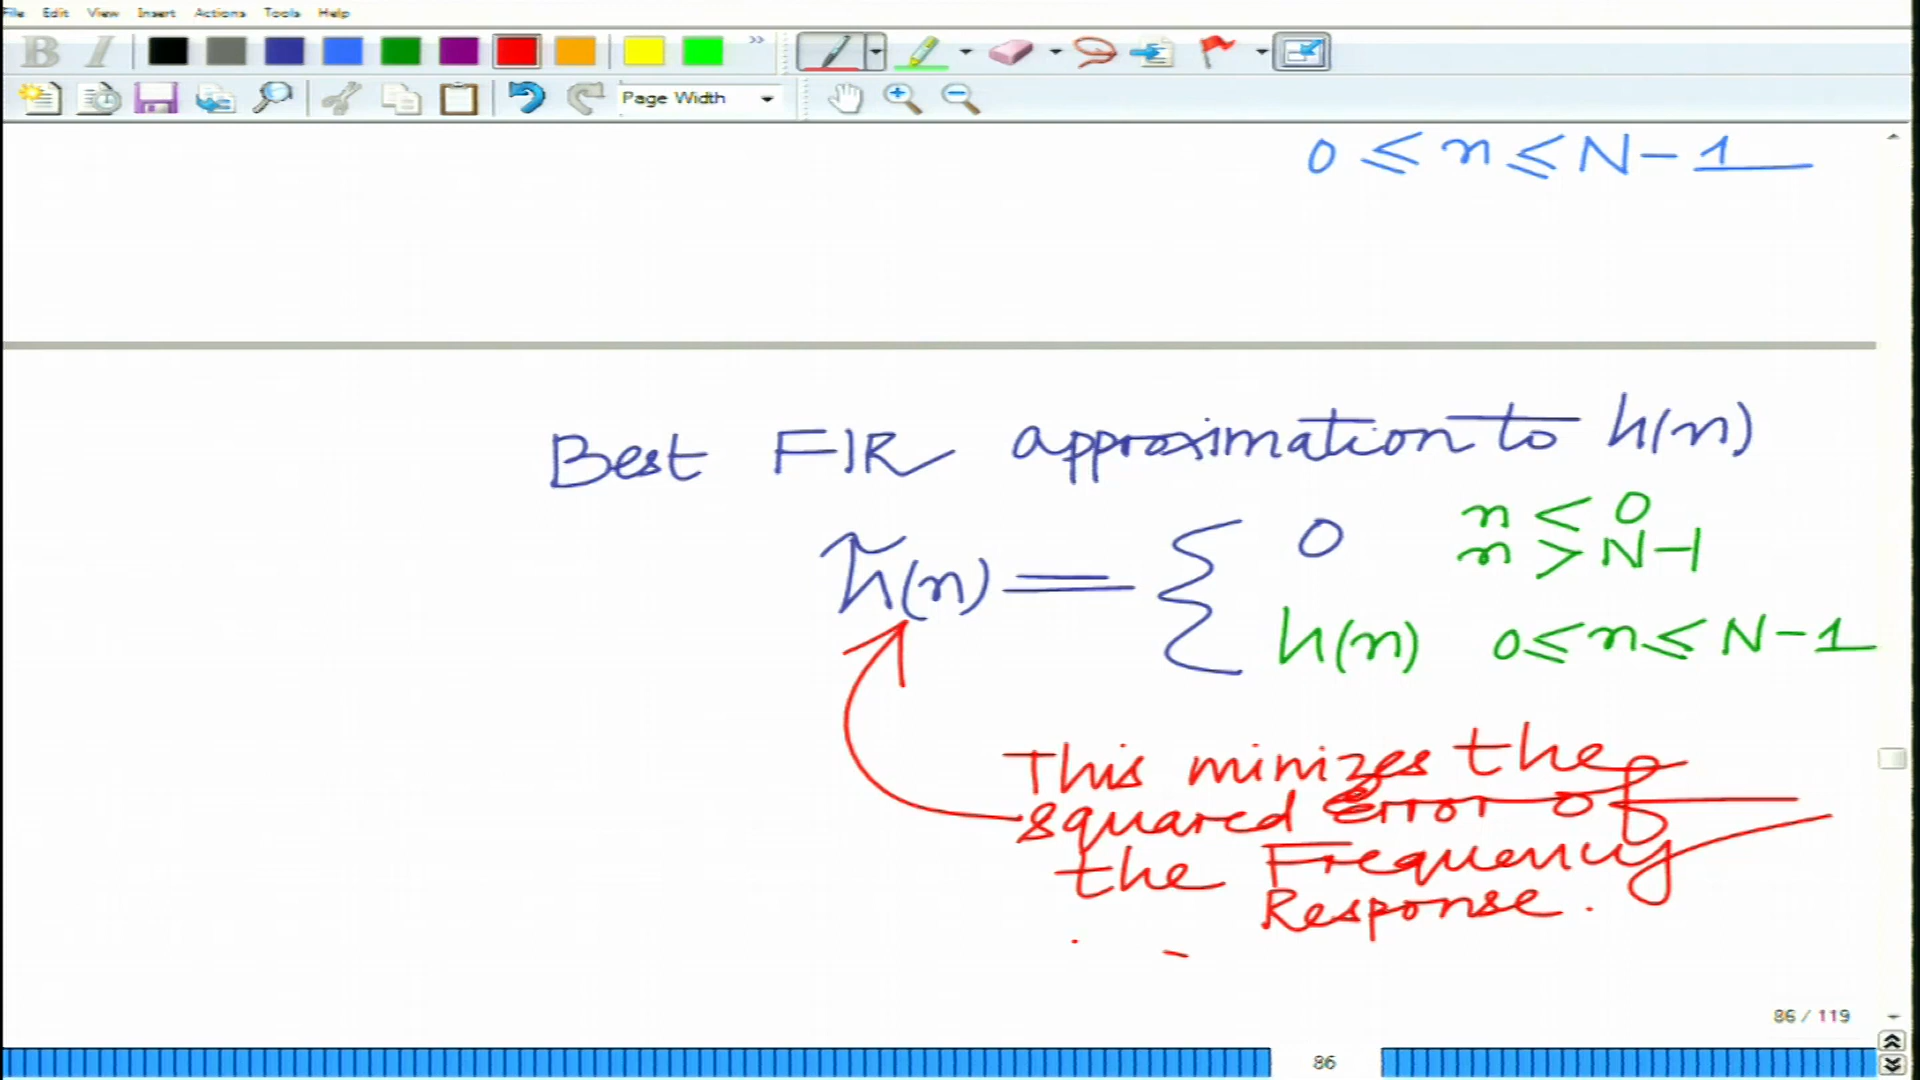 File Edit View Insert Actions Tools Help
B I
Page Width
0 ≤ n ≤ N-1
Best FIR approximation to h(n)
h̃(n) = { 0 n < 0
n > N-1
h(n) 0 ≤ n ≤ N-1
This minizes the
squared error of
the Frequency
Response.
86 / 119
86